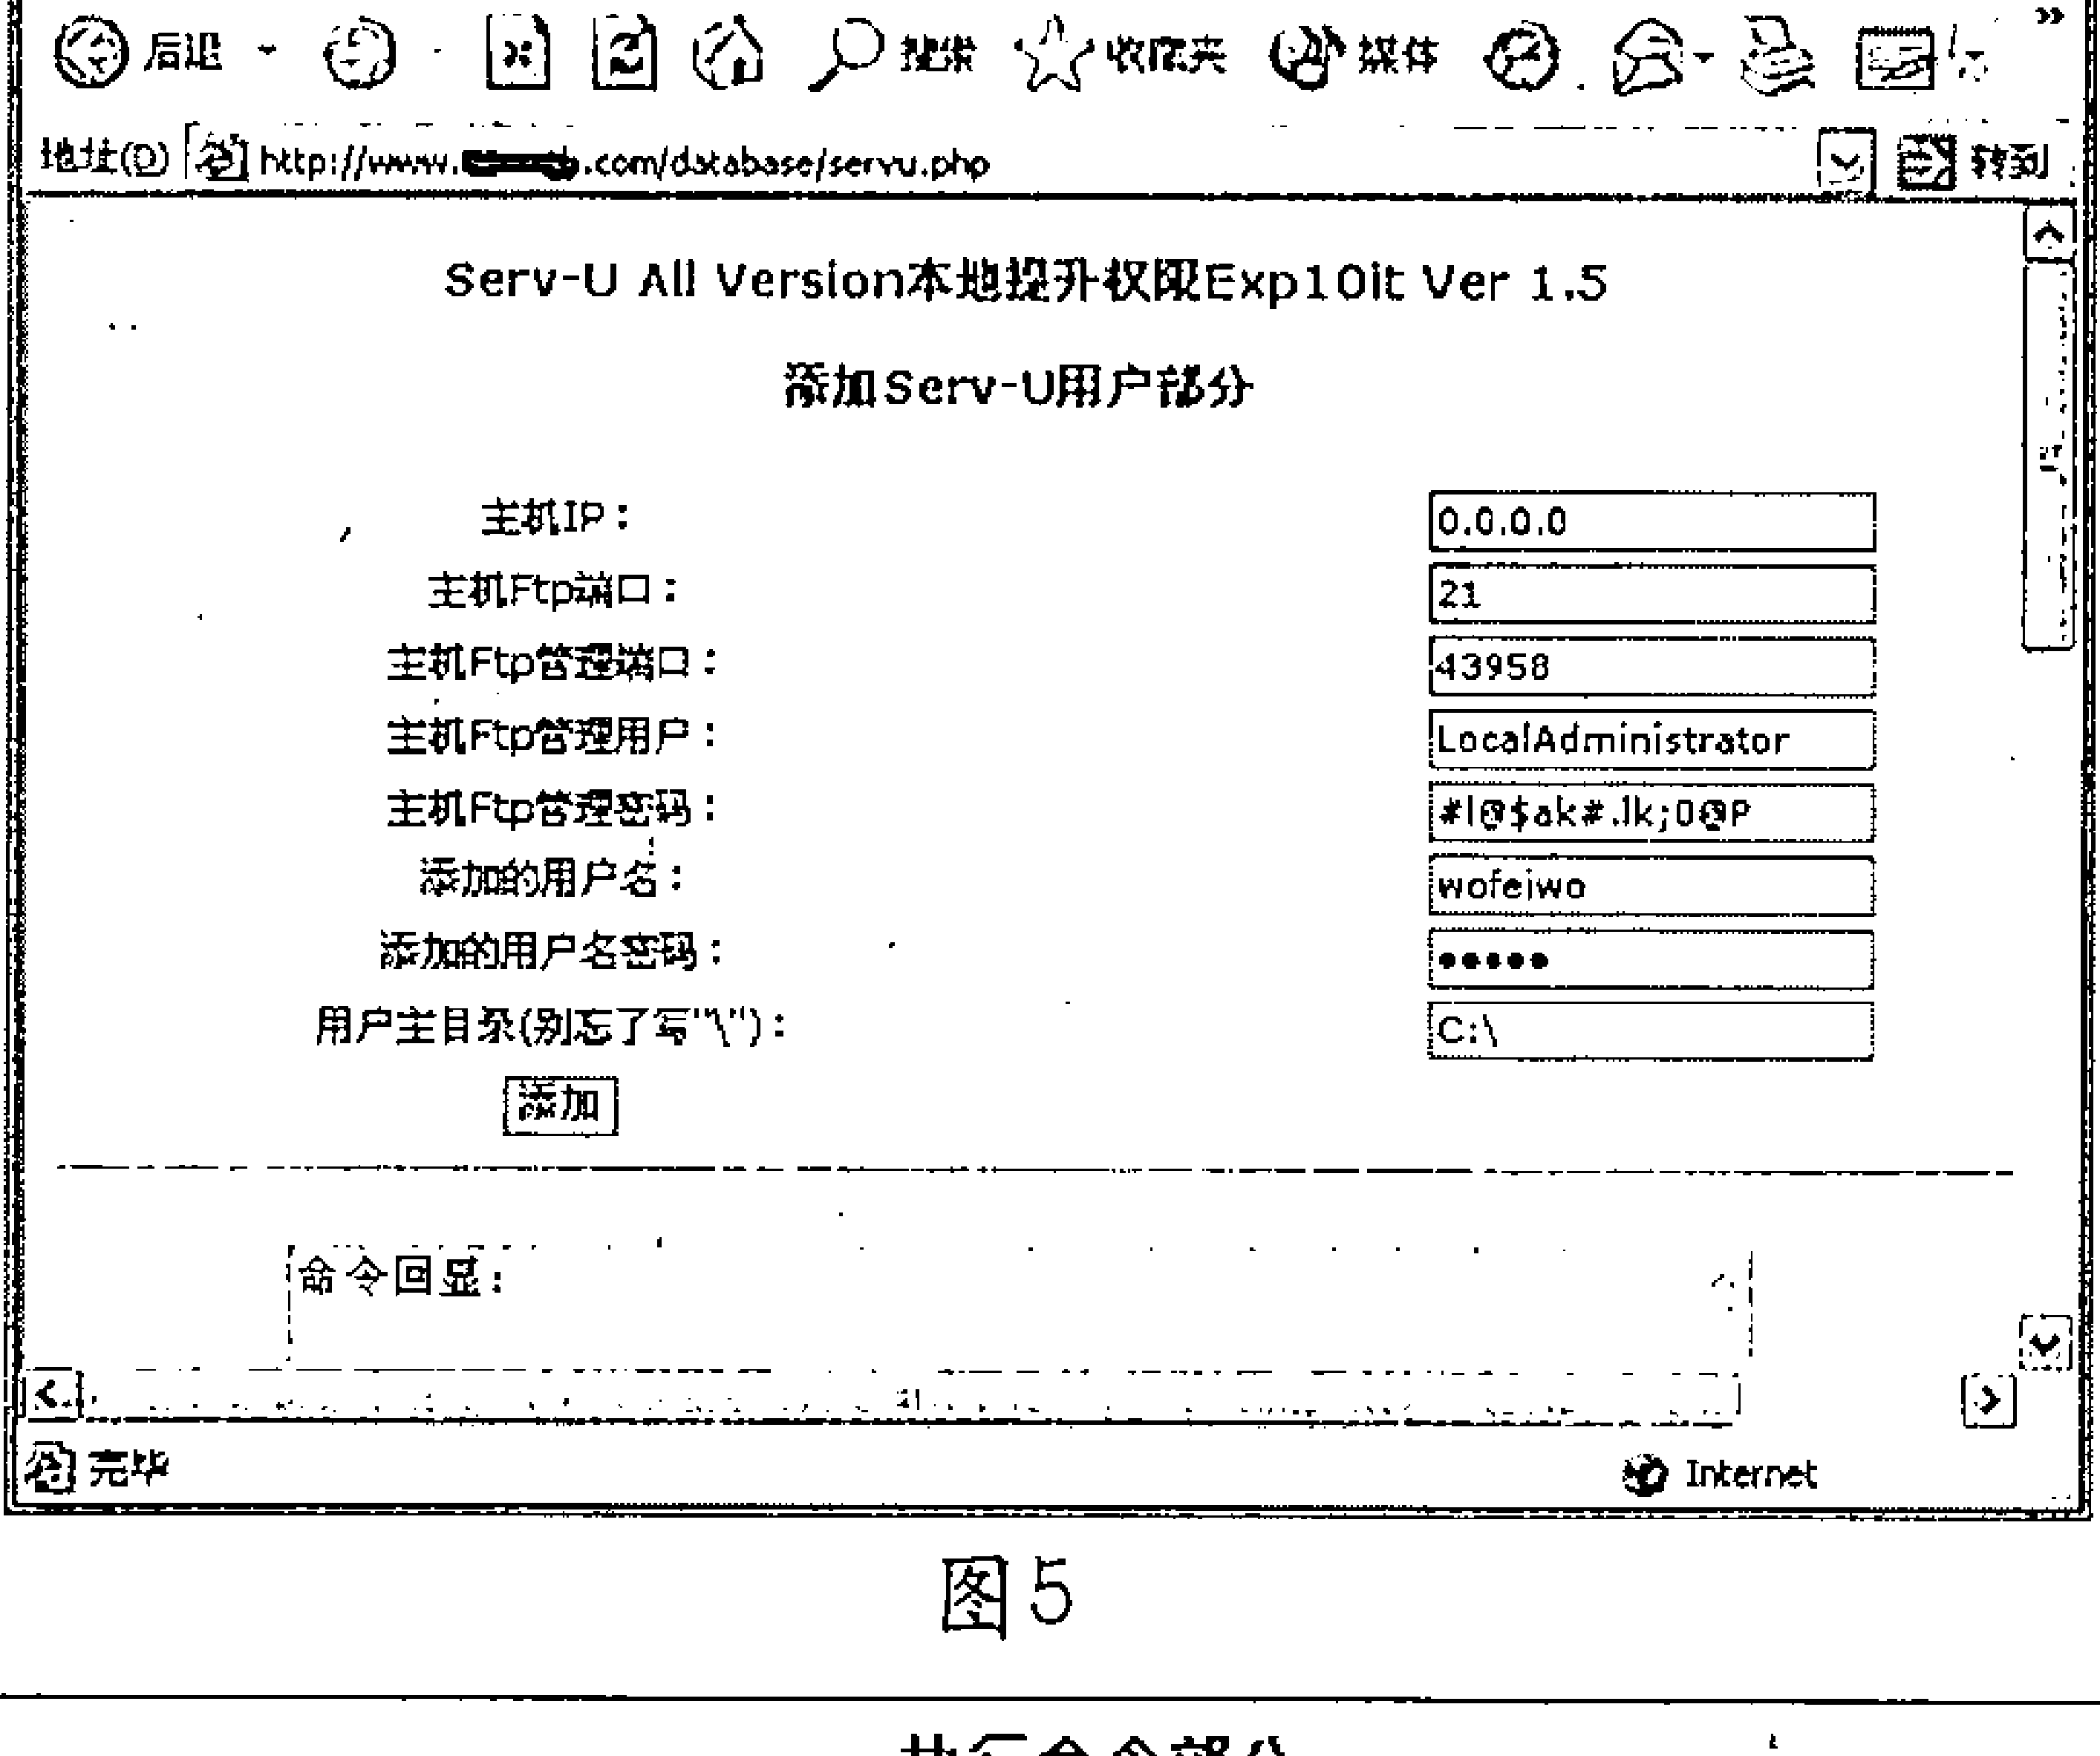 后退 搜索 收藏夹 媒体 »
地址(D) http://www. .com/database/servu.php 转到
Serv-U All Version本地提升权限Exp10it Ver 1.5
添加Serv-U用户部分
主机IP： 0.0.0.0
主机Ftp端口： 21
主机Ftp管理端口： 43958
主机Ftp管理用户： LocalAdministrator
主机Ftp管理密码： #l@$ak#.lk;0@P
添加的用户名： wofeiwo
添加的用户名密码： •••••
用户主目录(别忘了写"\")： C:\
添加
命令回显：
完毕 Internet
图5
执行命令部分